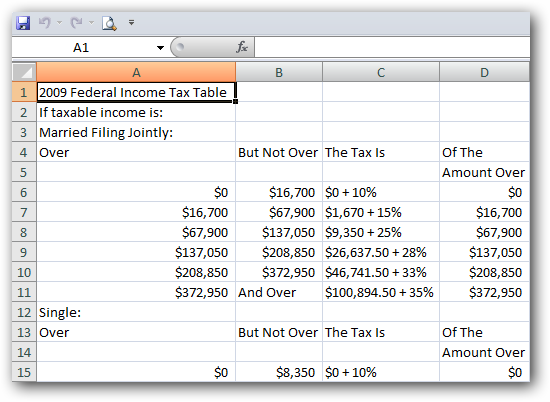 A1 fx
A B C D
1 2009 Federal Income Tax Table
2 If taxable income is:
3 Married Filing Jointly:
4 Over But Not Over The Tax Is Of The
5 Amount Over
6 $0 $16,700 $0 + 10% $0
7 $16,700 $67,900 $1,670 + 15% $16,700
8 $67,900 $137,050 $9,350 + 25% $67,900
9 $137,050 $208,850 $26,637.50 + 28% $137,050
10 $208,850 $372,950 $46,741.50 + 33% $208,850
11 $372,950 And Over $100,894.50 + 35% $372,950
12 Single:
13 Over But Not Over The Tax Is Of The
14 Amount Over
15 $0 $8,350 $0 + 10% $0